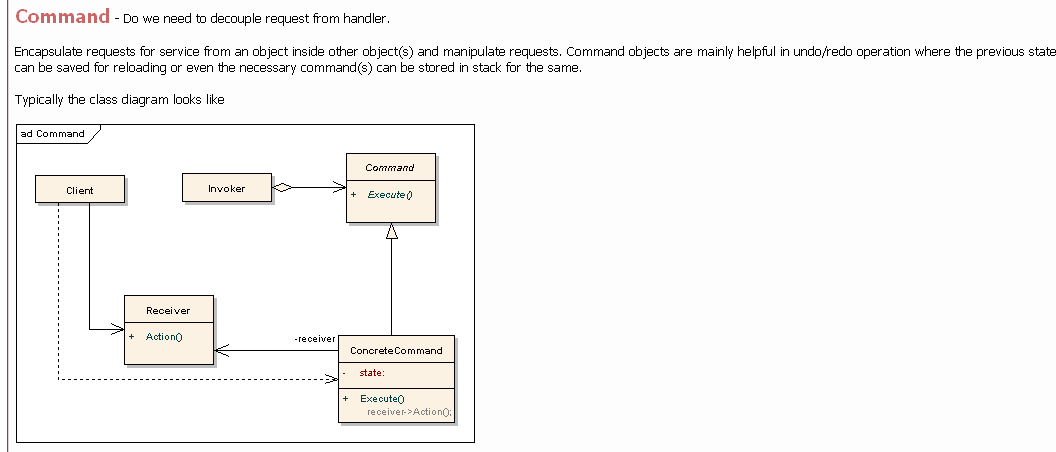 Command - Do we need to decouple request from handler.
Encapsulate requests for service from an object inside other object(s) and manipulate requests. Command objects are mainly helpful in undo/redo operation where the previous state
can be saved for reloading or even the necessary command(s) can be stored in stack for the same.
Typically the class diagram looks like
ad Command
Command
Client
Invoker
+ Execute()
Receiver
+ Action()
-receiver
ConcreteCommand
- state:
+ Execute()
receiver->Action();